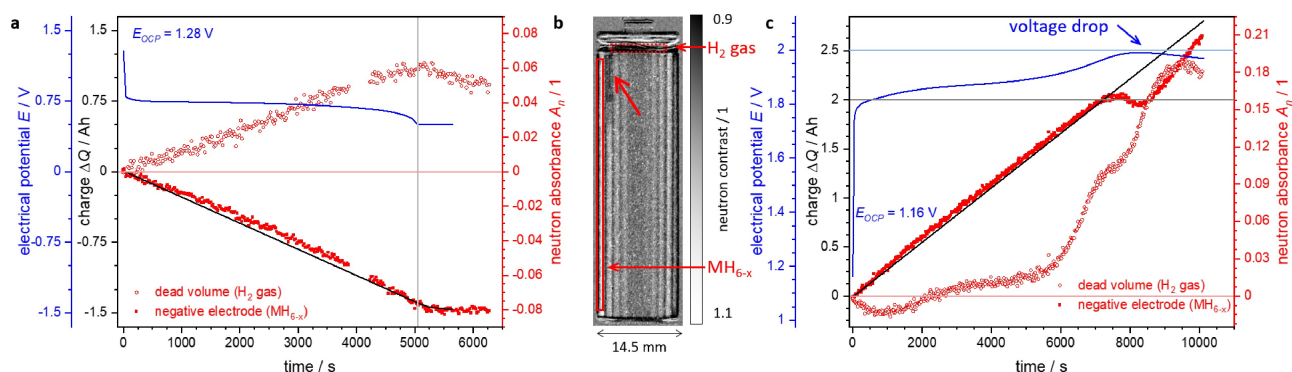 a
E_OCP = 1.28 V
electrical potential E / V
1.5
0.75
0
-0.75
-1.5
charge ΔQ / Ah
1.5
0.75
0
-0.75
-1.5
0.08
0.06
0.04
0.02
0
-0.02
-0.04
-0.06
-0.08
neutron absorbance A_n / 1
dead volume (H₂ gas)
negative electrode (MH₆₋ₓ)
0 1000 2000 3000 4000 5000 6000
time / s
b
H₂ gas
MH₆₋ₓ
14.5 mm
0.9
neutron contrast / 1
1.1
c
voltage drop
E_OCP = 1.16 V
electrical potential E / V
2
1.8
1.6
1.4
1.2
1
charge ΔQ / Ah
2.5
2
1.5
1
0.5
0
0.21
0.18
0.15
0.12
0.09
0.06
0.03
0
neutron absorbance A_n / 1
dead volume (H₂ gas)
negative electrode (MH₆₋ₓ)
0 2000 4000 6000 8000 10000
time / s